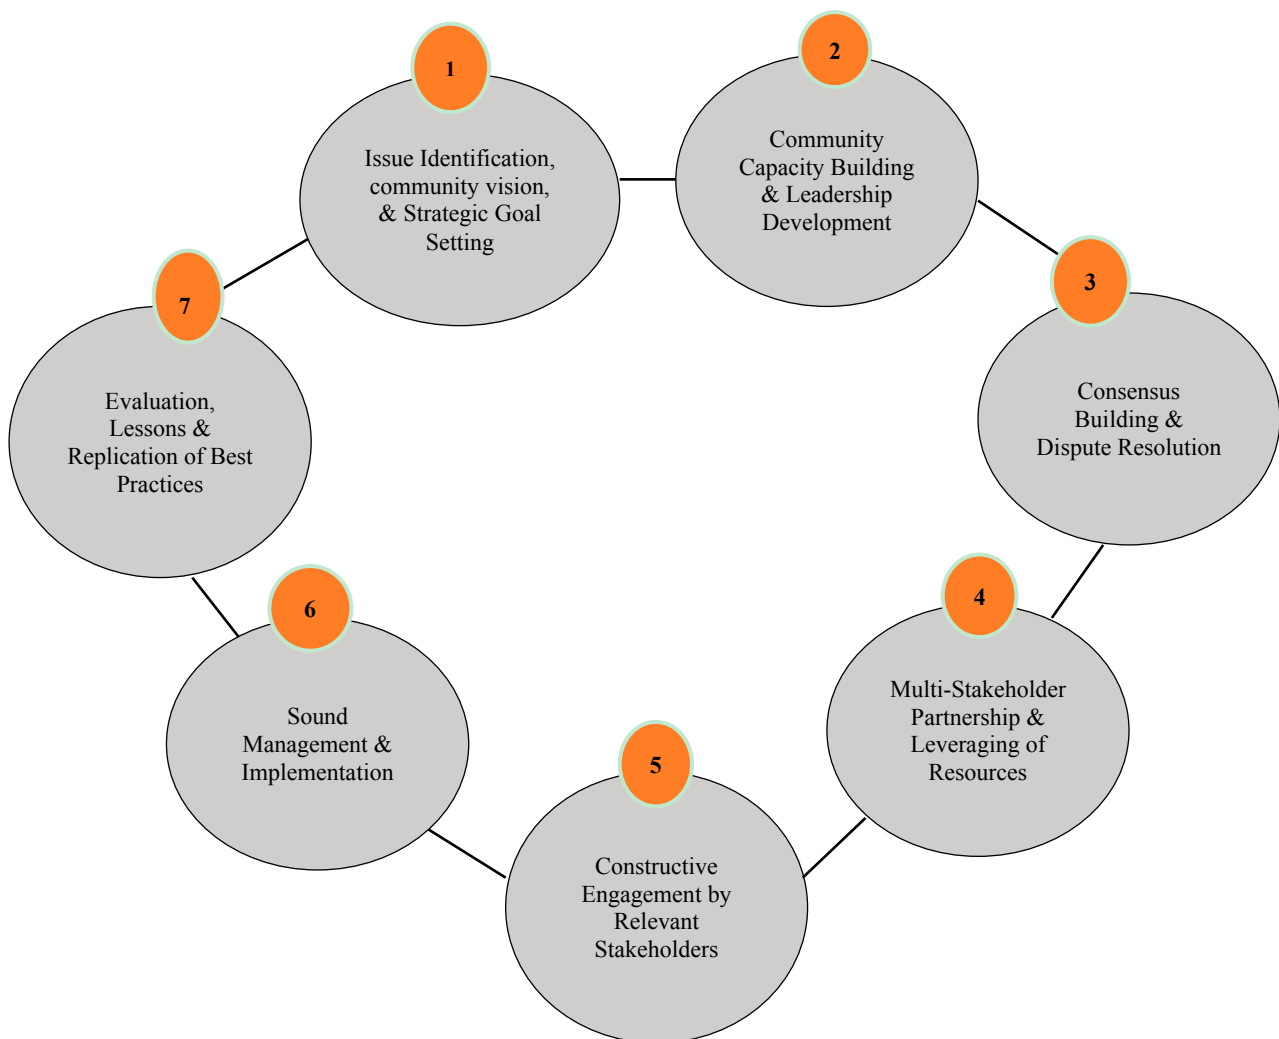 1
Issue Identification,
community vision,
& Strategic Goal
Setting
2
Community
Capacity Building
& Leadership
Development
3
Consensus
Building &
Dispute Resolution
4
Multi-Stakeholder
Partnership &
Leveraging of
Resources
5
Constructive
Engagement by
Relevant
Stakeholders
6
Sound
Management &
Implementation
7
Evaluation,
Lessons &
Replication of Best
Practices